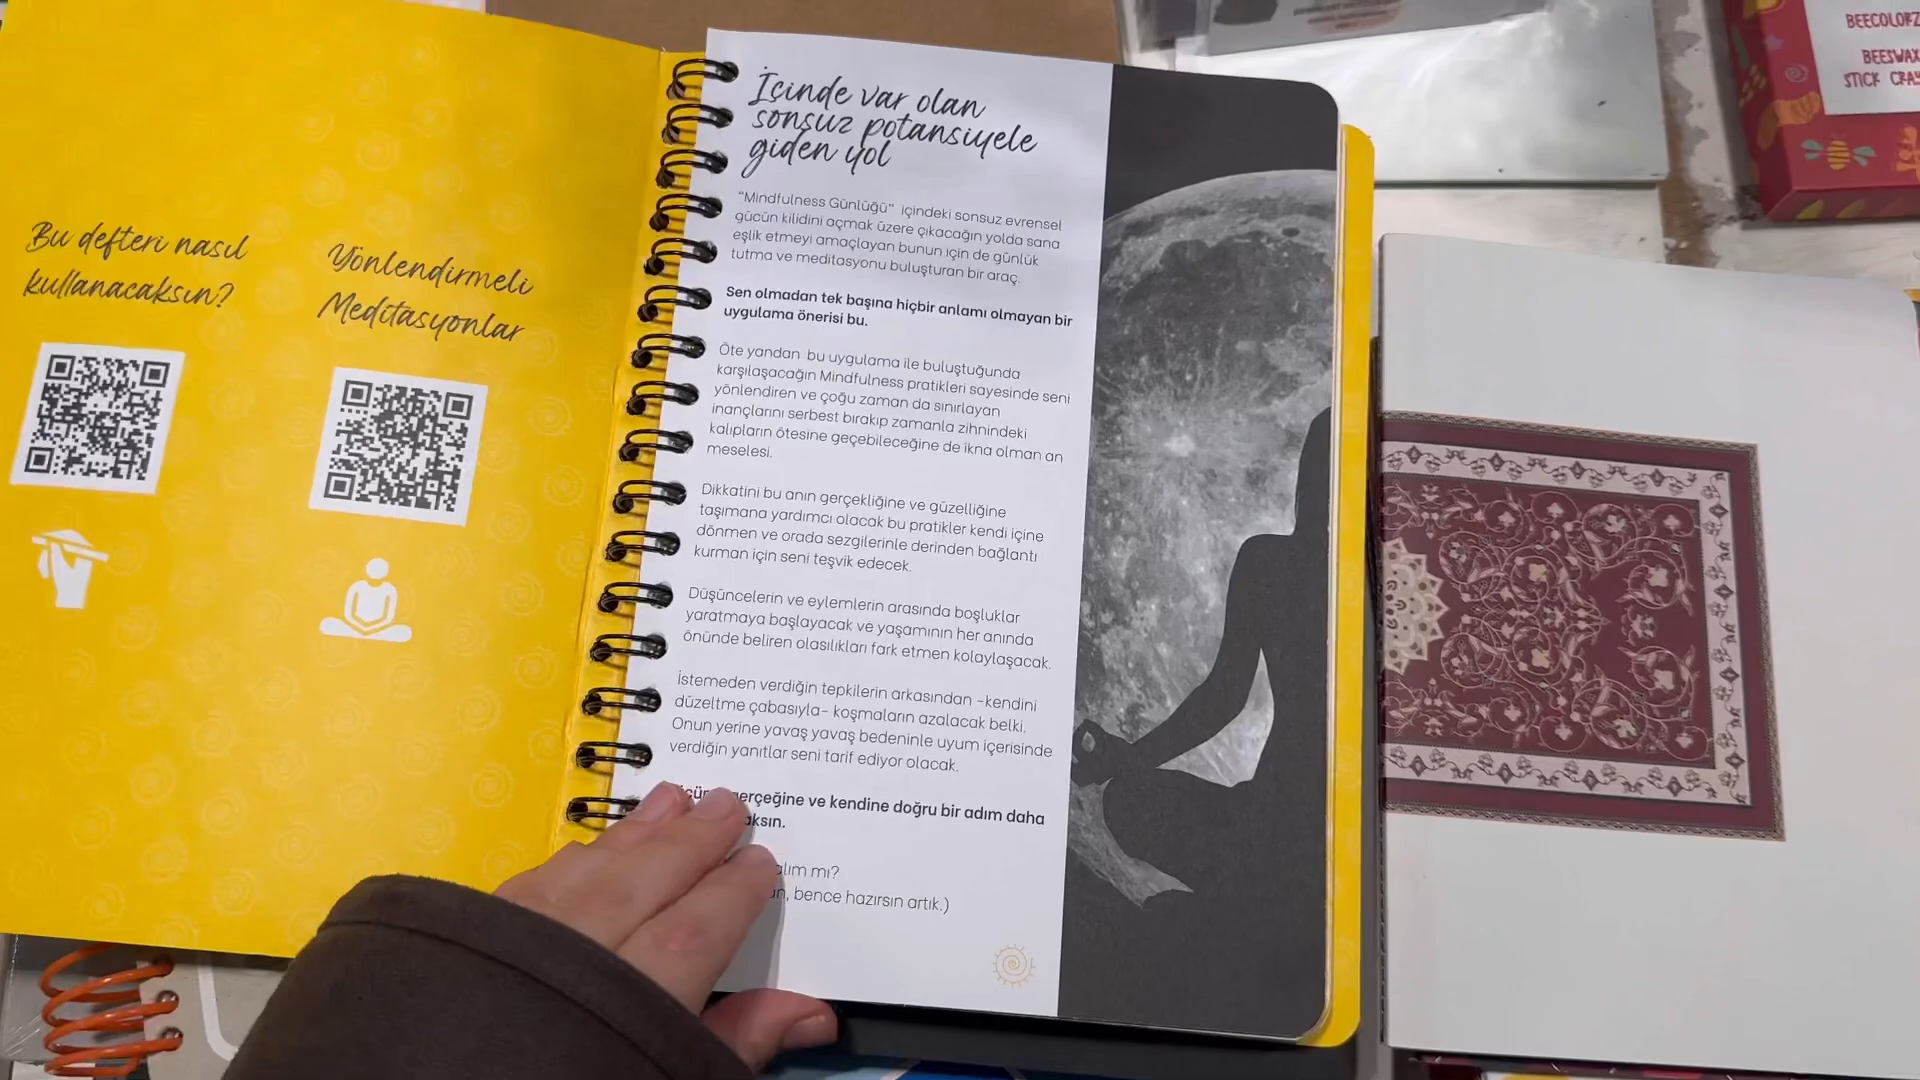 Bu defteri nasıl
kullanacaksın?
Yönlendirmeli
Meditasyonlar
İçinde var olan
sonsuz potansiyele
giden yol
"Mindfulness Günlüğü" içindeki sonsuz evrensel
gücün kilidini açmak üzere çıkacağın yolda sana
eşlik etmeyi amaçlayan bunun için de günlük
tutma ve meditasyonu buluşturan bir araç.
Sen olmadan tek başına hiçbir anlamı olmayan bir
uygulama önerisi bu.
Öte yandan bu uygulama ile buluştuğunda
karşılaşacağın Mindfulness pratikleri sayesinde seni
yönlendiren ve çoğu zaman da sınırlayan
inançlarını serbest bırakıp zamanla zihnindeki
kalıpların ötesine geçebileceğine de ikna olman an
meselesi.
Dikkatini bu anın gerçekliğine ve güzelliğine
taşımana yardımcı olacak bu pratikler kendi içine
dönmen ve orada sezgilerinle derinden bağlantı
kurman için seni teşvik edecek.
Düşüncelerin ve eylemlerin arasında boşluklar
yaratmaya başlayacak ve yaşamının her anında
önünde beliren olasılıkları fark etmen kolaylaşacak.
İstemeden verdiğin tepkilerin arkasından -kendini
düzeltme çabasıyla- koşmaların azalacak belki.
Onun yerine yavaş yavaş bedeninle uyum içerisinde
verdiğin yanıtlar seni tarif ediyor olacak.
gerçeğine ve kendine doğru bir adım daha
mı?
bence hazırsın artık.)
BEECOLORZ
BEESWAX
STICK